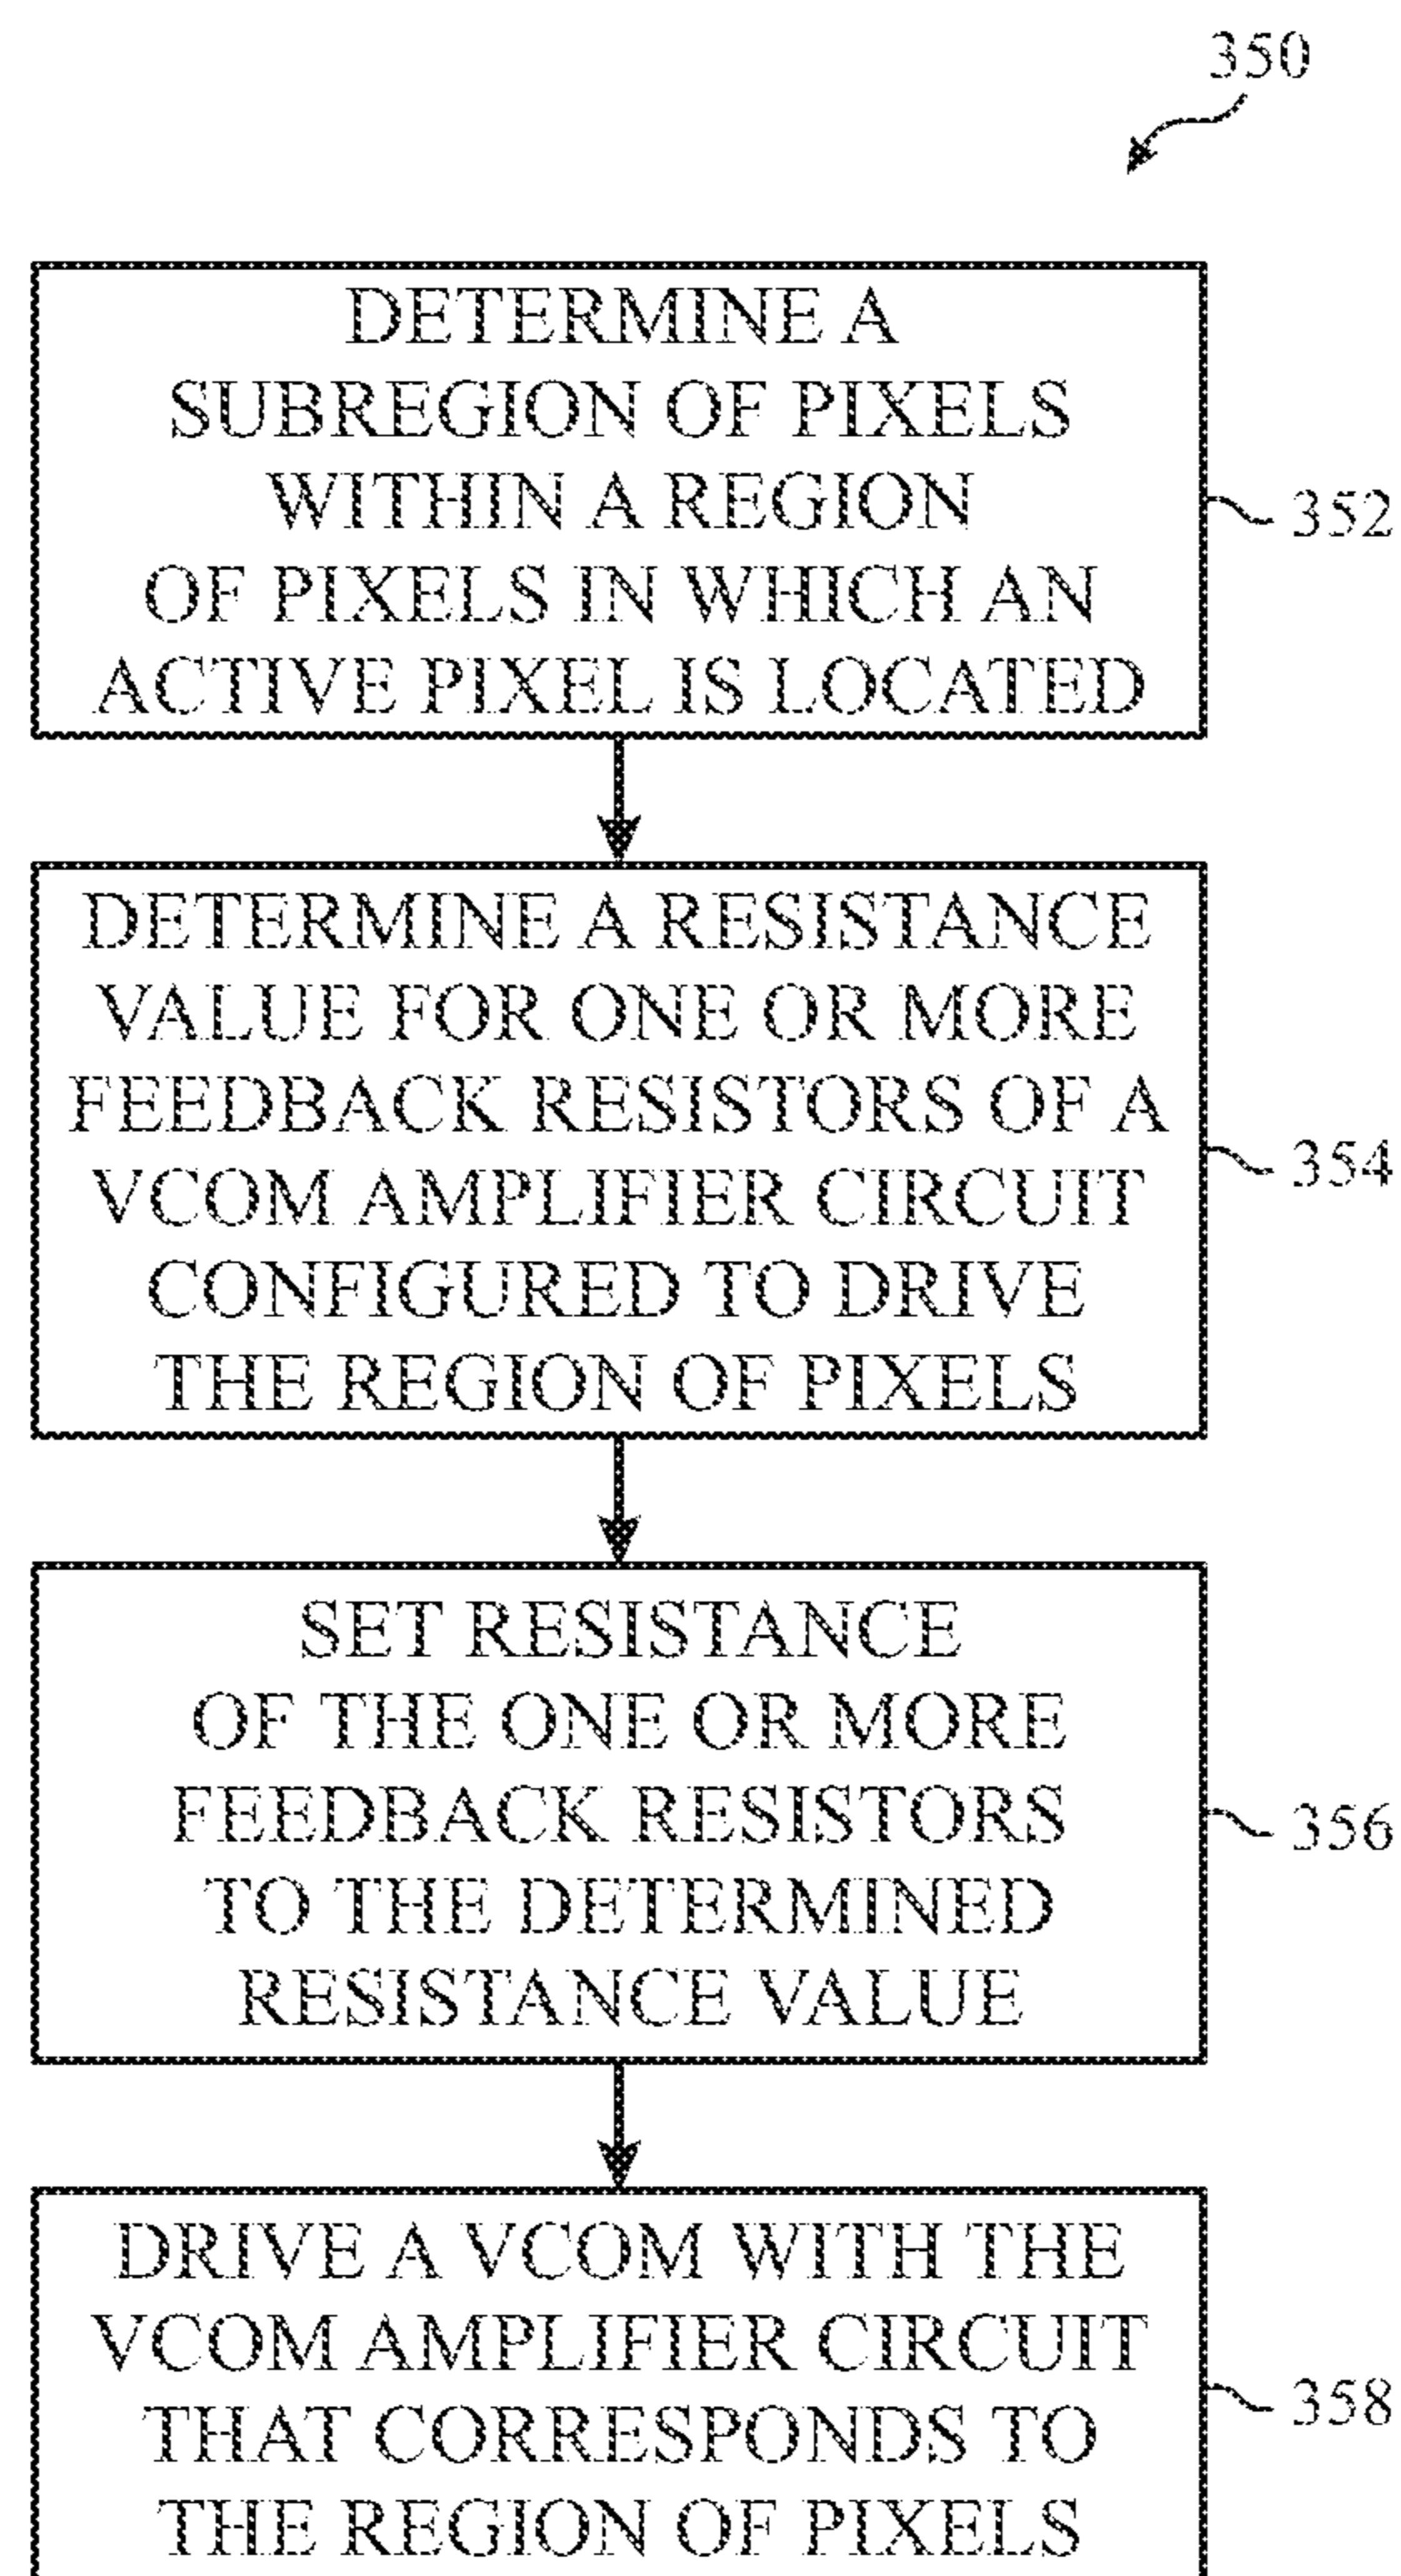 350
DETERMINE A
SUBREGION OF PIXELS
WITHIN A REGION
OF PIXELS IN WHICH AN
ACTIVE PIXEL IS LOCATED
352
DETERMINE A RESISTANCE
VALUE FOR ONE OR MORE
FEEDBACK RESISTORS OF A
VCOM AMPLIFIER CIRCUIT
CONFIGURED TO DRIVE
THE REGION OF PIXELS
354
SET RESISTANCE
OF THE ONE OR MORE
FEEDBACK RESISTORS
TO THE DETERMINED
RESISTANCE VALUE
356
DRIVE A VCOM WITH THE
VCOM AMPLIFIER CIRCUIT
THAT CORRESPONDS TO
THE REGION OF PIXELS
358